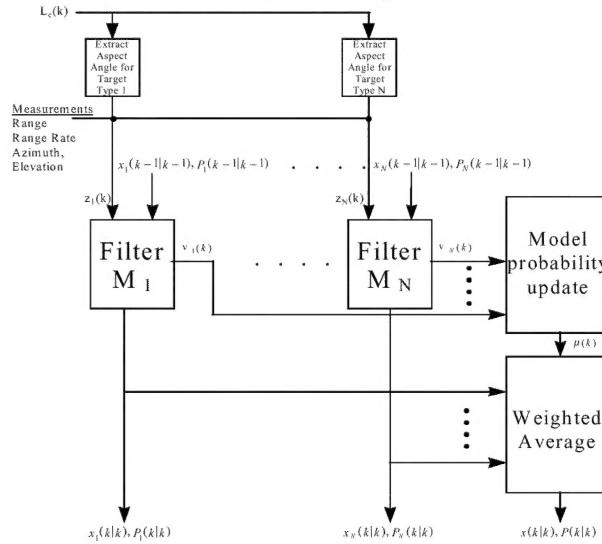 L_c(k)
Extract
Aspect
Angle for
Target
Type 1
Extract
Aspect
Angle for
Target
Type N
Measurements
Range
Range Rate
Azimuth,
Elevation
x_1(k−1|k−1), P_1(k−1|k−1)
. . . .
x_N(k−1|k−1), P_N(k−1|k−1)
z_1(k)
z_N(k)
Filter
M_1
v_1(k)
. . . .
Filter
M_N
v_N(k)
Model
probability
update
μ(k)
Weighted
Average
x_1(k|k), P_1(k|k)
x_N(k|k), P_N(k|k)
x(k|k), P(k|k)